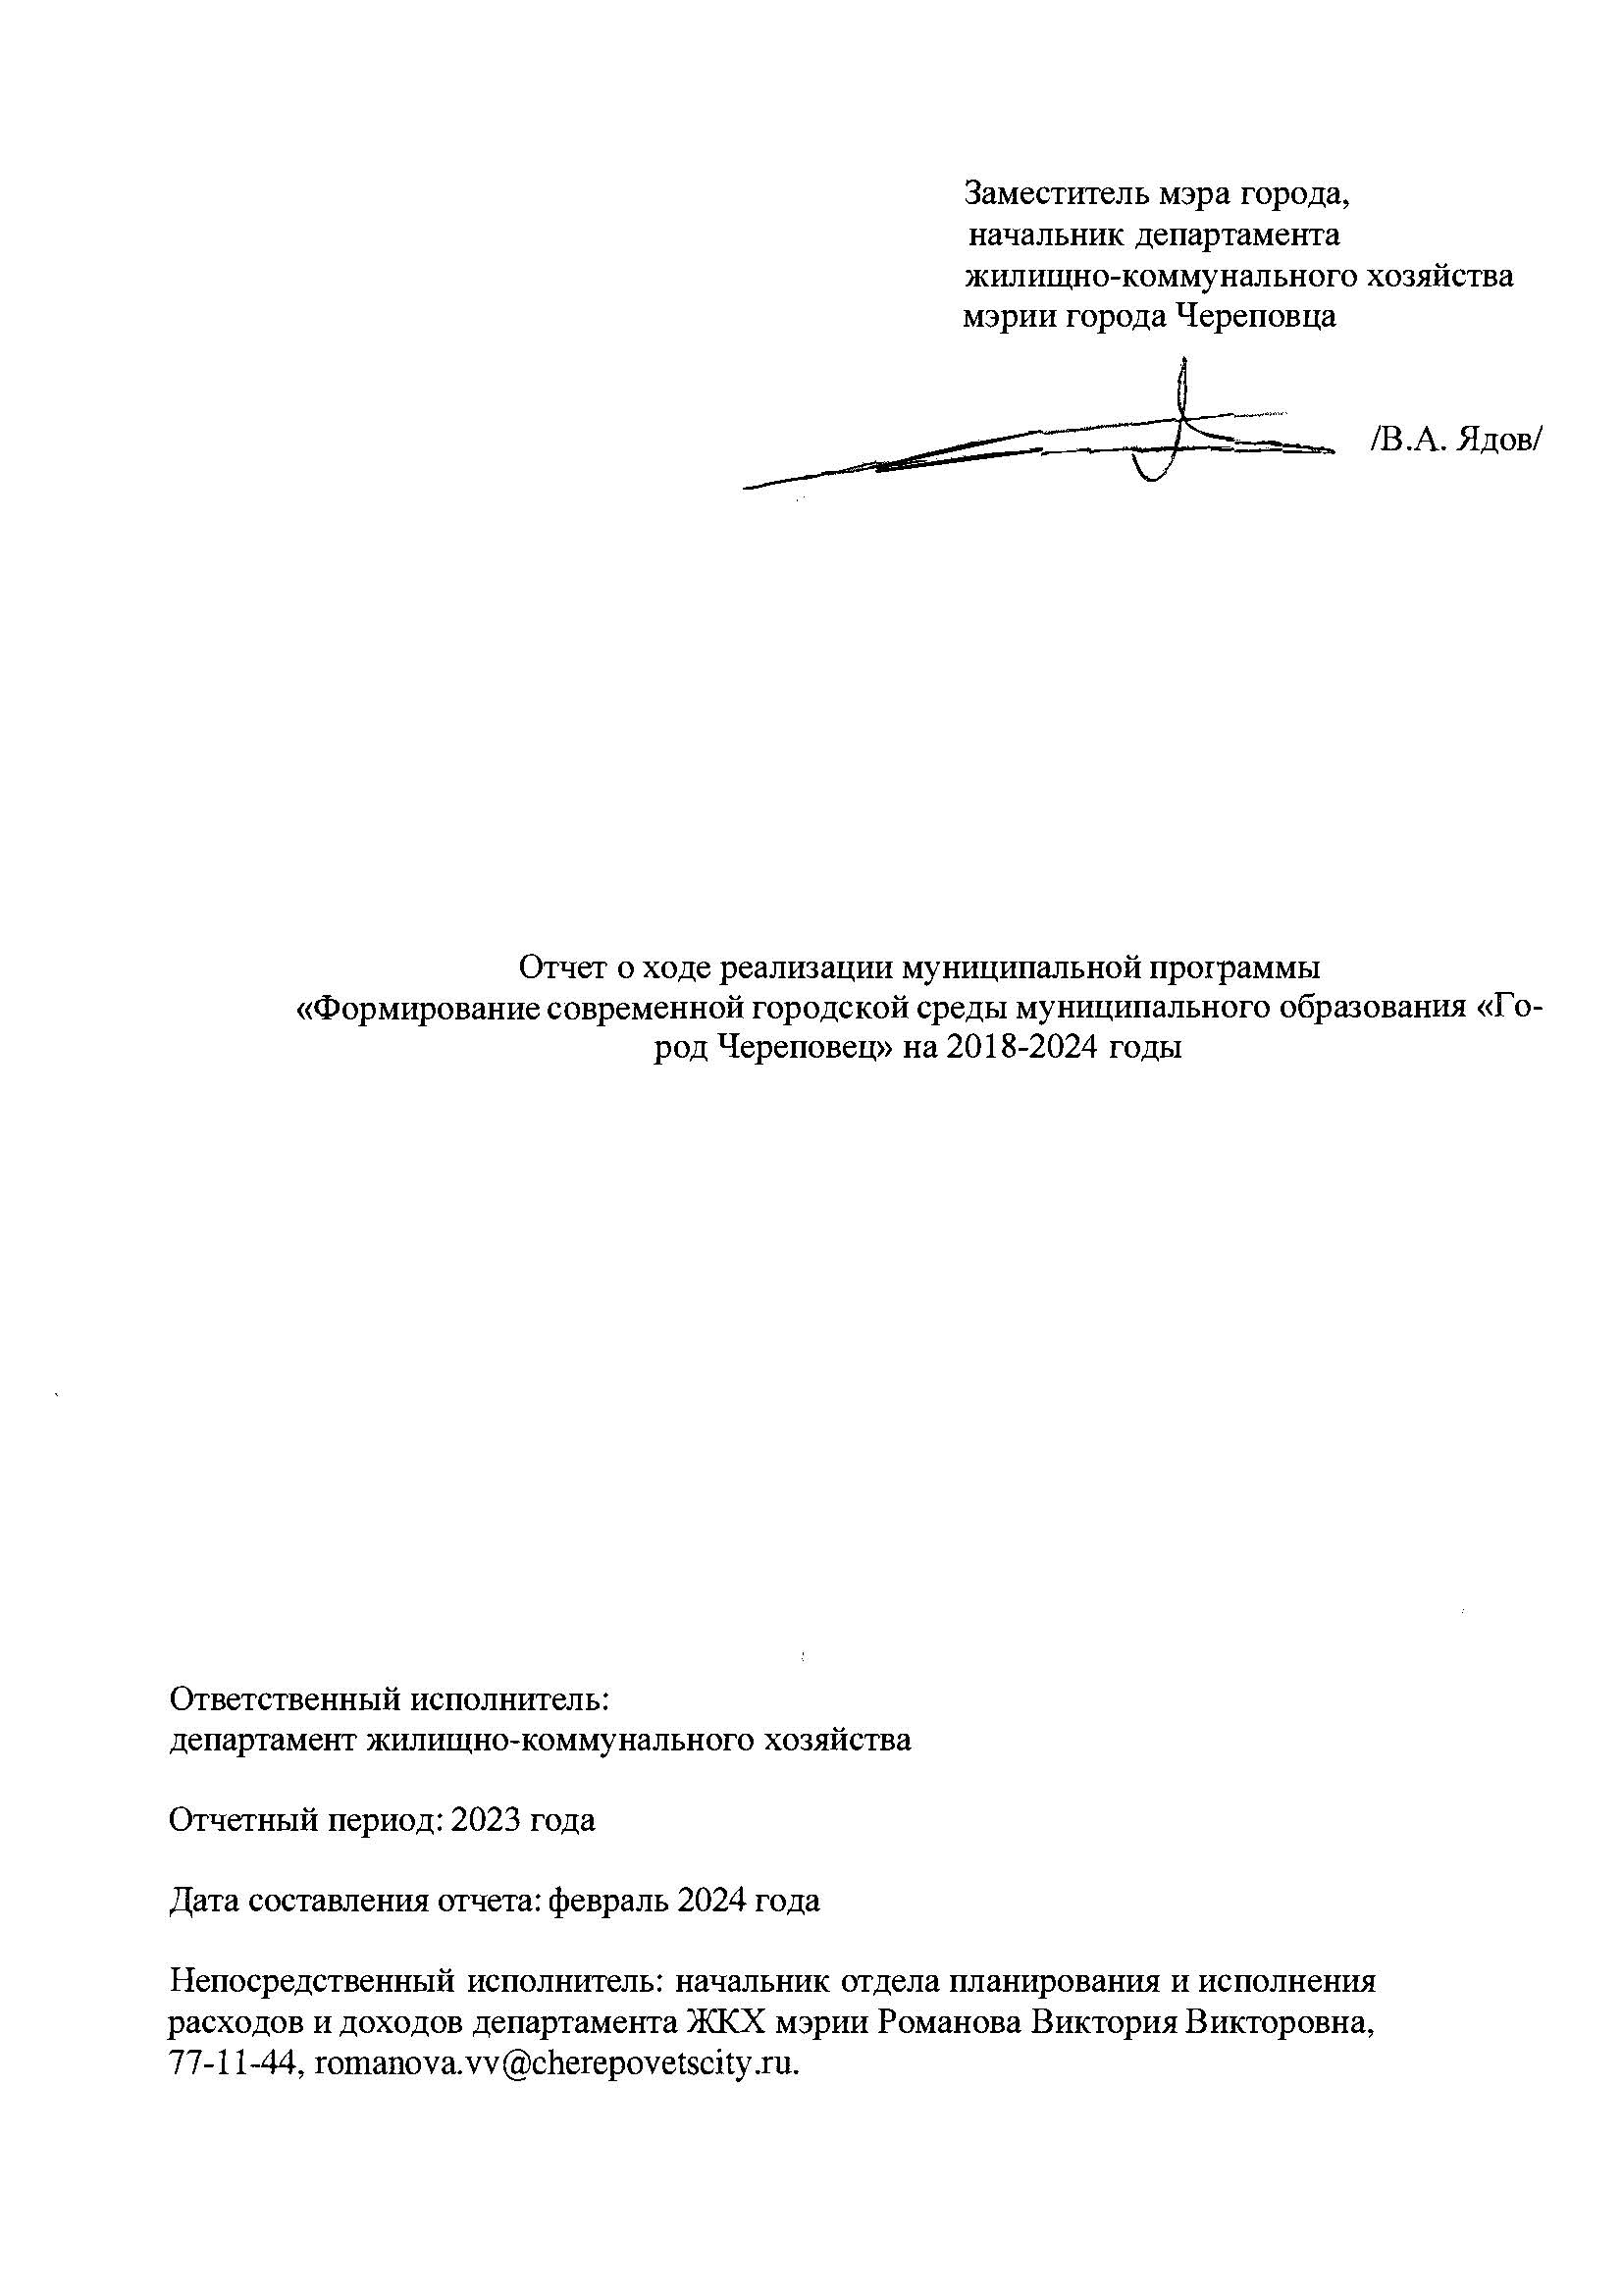 Заместитель мэра города,
начальник департамента
жилищно-коммунального хозяйства
мэрии города Череповца
/В.А. Ядов/
Отчет о ходе реализации муниципальной программы
«Формирование современной городской среды муниципального образования «Го-
род Череповец» на 2018-2024 годы
Ответственный исполнитель:
департамент жилищно-коммунального хозяйства
Отчетный период: 2023 года
Дата составления отчета: февраль 2024 года
Непосредственный исполнитель: начальник отдела планирования и исполнения
расходов и доходов департамента ЖКХ мэрии Романова Виктория Викторовна,
77-11-44, romanova.vv@cherepovetscity.ru.